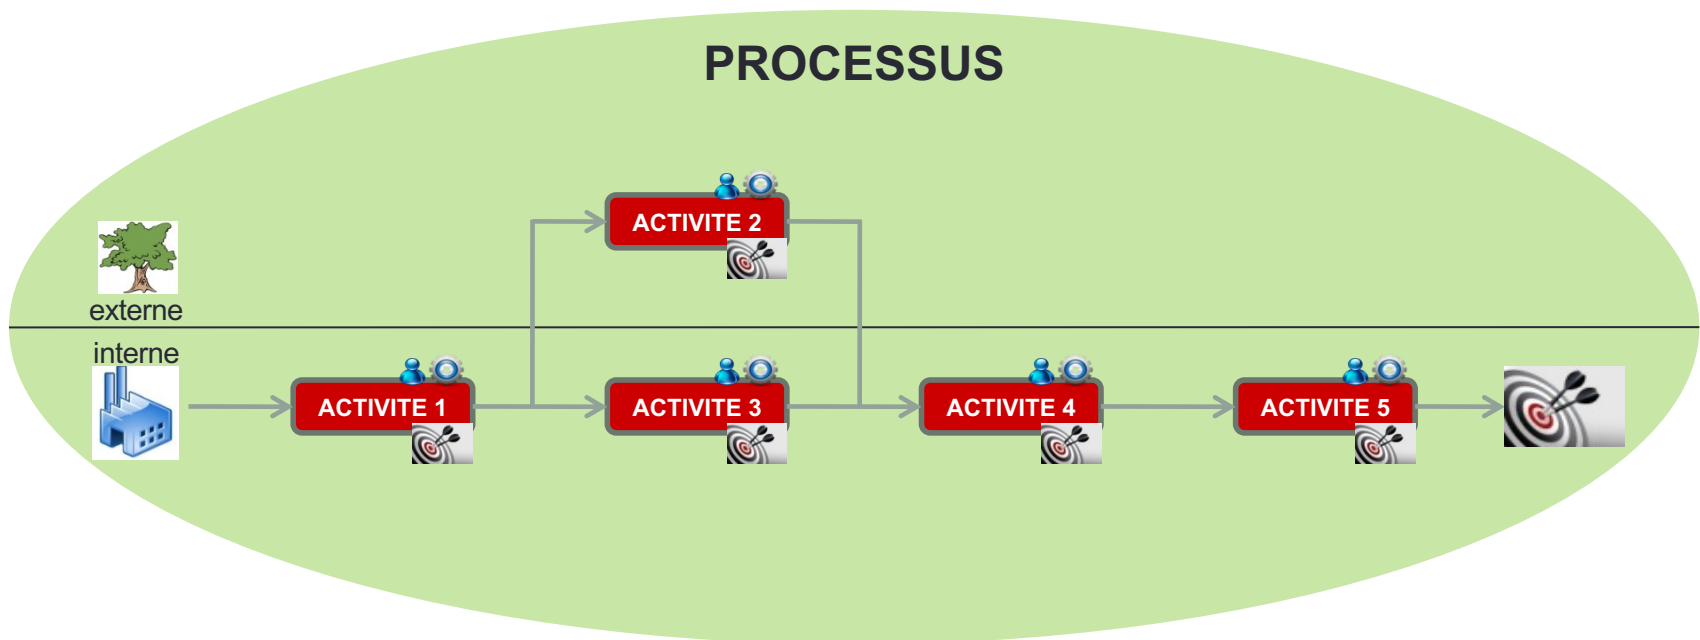 PROCESSUS
ACTIVITE 2
externe
interne
ACTIVITE 1
ACTIVITE 3
ACTIVITE 4
ACTIVITE 5